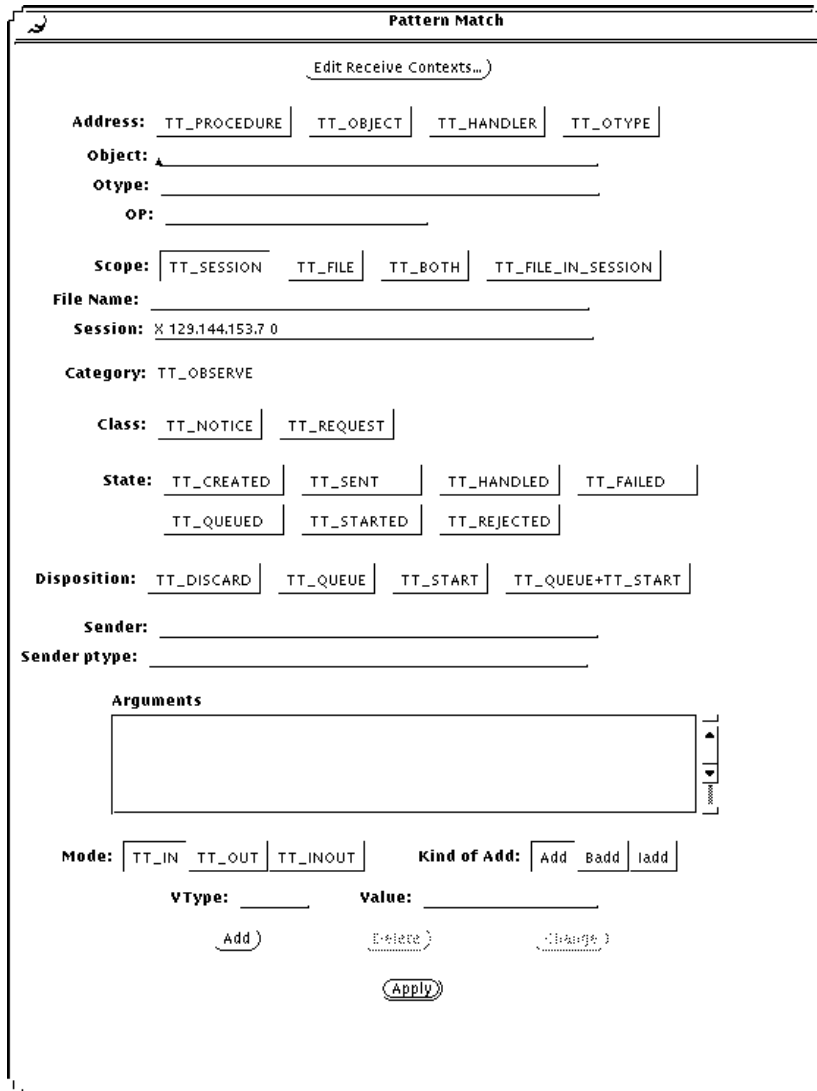 Pattern Match
Edit Receive Contexts...
Address: TT_PROCEDURE TT_OBJECT TT_HANDLER TT_OTYPE
Object:
Otype:
OP:
Scope: TT_SESSION TT_FILE TT_BOTH TT_FILE_IN_SESSION
File Name:
Session: X 129.144.153.7 0
Category: TT_OBSERVE
Class: TT_NOTICE TT_REQUEST
State: TT_CREATED TT_SENT TT_HANDLED TT_FAILED
TT_QUEUED TT_STARTED TT_REJECTED
Disposition: TT_DISCARD TT_QUEUE TT_START TT_QUEUE+TT_START
Sender:
Sender ptype:
Arguments
Mode: TT_IN TT_OUT TT_INOUT Kind of Add: Add Badd Iadd
VType: Value:
Add Delete Change
Apply